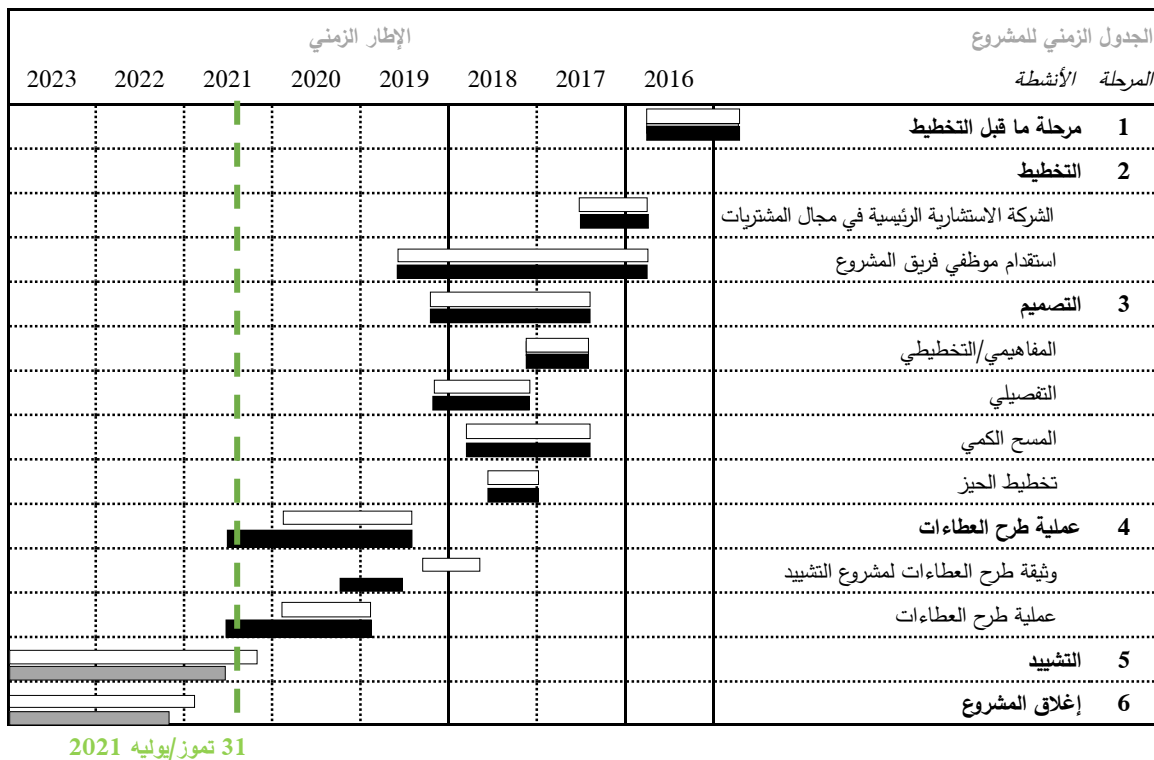 الجدول الزمني للمشروع الإطار الزمني
المرحلة الأنشطة 2016 2017 2018 2019 2020 2021 2022 2023
1 مرحلة ما قبل التخطيط
2 التخطيط
الشركة الاستشارية الرئيسية في مجال المشتريات
استقدام موظفي فريق المشروع
3 التصميم
المفاهيمي/التخطيطي
التفصيلي
المسح الكمي
تخطيط الحيز
4 عملية طرح العطاءات
وثيقة طرح العطاءات لمشروع التشييد
عملية طرح العطاءات
5 التشييد
6 إغلاق المشروع
31 تموز/يوليه 2021